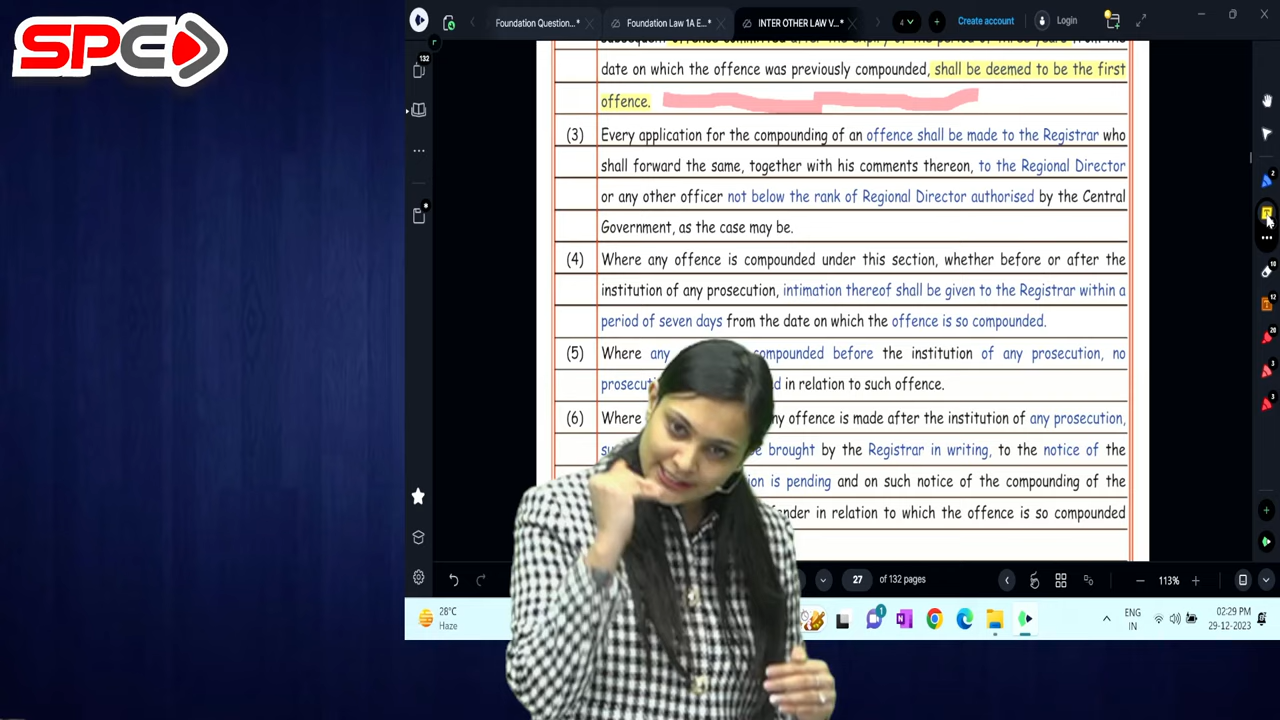 SPC
Foundation Question...*
Foundation Law 1A E...*
INTER OTHER LAW V...*
4
Create account
Login
132
date on which the offence was previously compounded, shall be deemed to be the first
offence.
(3) Every application for the compounding of an offence shall be made to the Registrar who
shall forward the same, together with his comments thereon, to the Regional Director
or any other officer not below the rank of Regional Director authorised by the Central
Government, as the case may be.
(4) Where any offence is compounded under this section, whether before or after the
institution of any prosecution, intimation thereof shall be given to the Registrar within a
period of seven days from the date on which the offence is so compounded.
(5) Where any compounded before the institution of any prosecution, no
in relation to such offence.
(6) Where any offence is made after the institution of any prosecution,
brought by the Registrar in writing, to the notice of the
is pending and on such notice of the compounding of the
in relation to which the offence is so compounded
27 of 132 pages
113%
28°C
Haze
ENG
IN
02:29 PM
29-12-2023